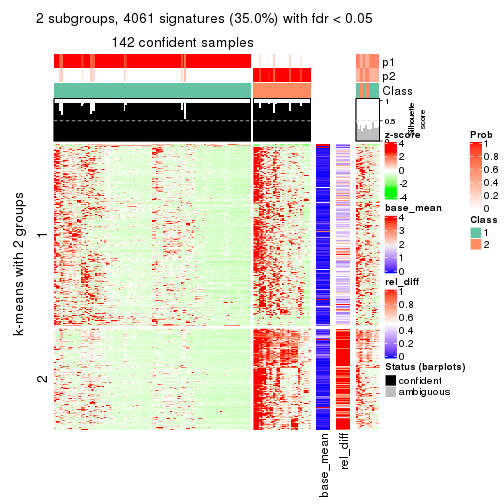 2 subgroups, 4061 signatures (35.0%) with fdr < 0.05
142 confident samples
p1
p2
Class
1
0.5
0
Silhouette
score
k-means with 2 groups
1
2
base_mean
rel_diff
z-score
4
2
0
-2
-4
base_mean
4
3
2
1
0
rel_diff
1
0.8
0.6
0.4
0.2
0
Status (barplots)
confident
ambiguous
Prob
1
0.8
0.6
0.4
0.2
0
Class
1
2